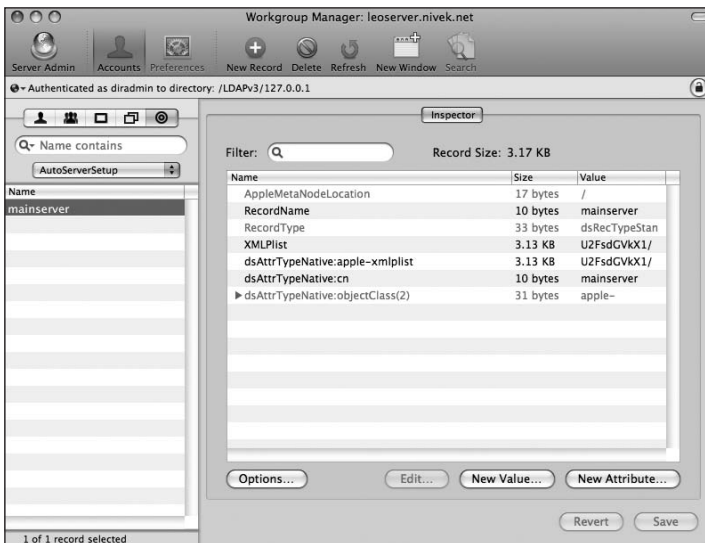 Workgroup Manager: leoserver.nivek.net
Server Admin Accounts Preferences New Record Delete Refresh New Window Search
Authenticated as diradmin to directory: /LDAPv3/127.0.0.1
Inspector
Name contains
Filter: Record Size: 3.17 KB
AutoServerSetup
Name
mainserver
Name Size Value
AppleMetaNodeLocation 17 bytes /
RecordName 10 bytes mainserver
RecordType 33 bytes dsRecTypeStan
XMLPlist 3.13 KB U2FsdGVkX1/
dsAttrTypeNative:apple-xmlplist 3.13 KB U2FsdGVkX1/
dsAttrTypeNative:cn 10 bytes mainserver
dsAttrTypeNative:objectClass(2) 31 bytes apple-
Options... Edit... New Value... New Attribute...
Revert Save
1 of 1 record selected